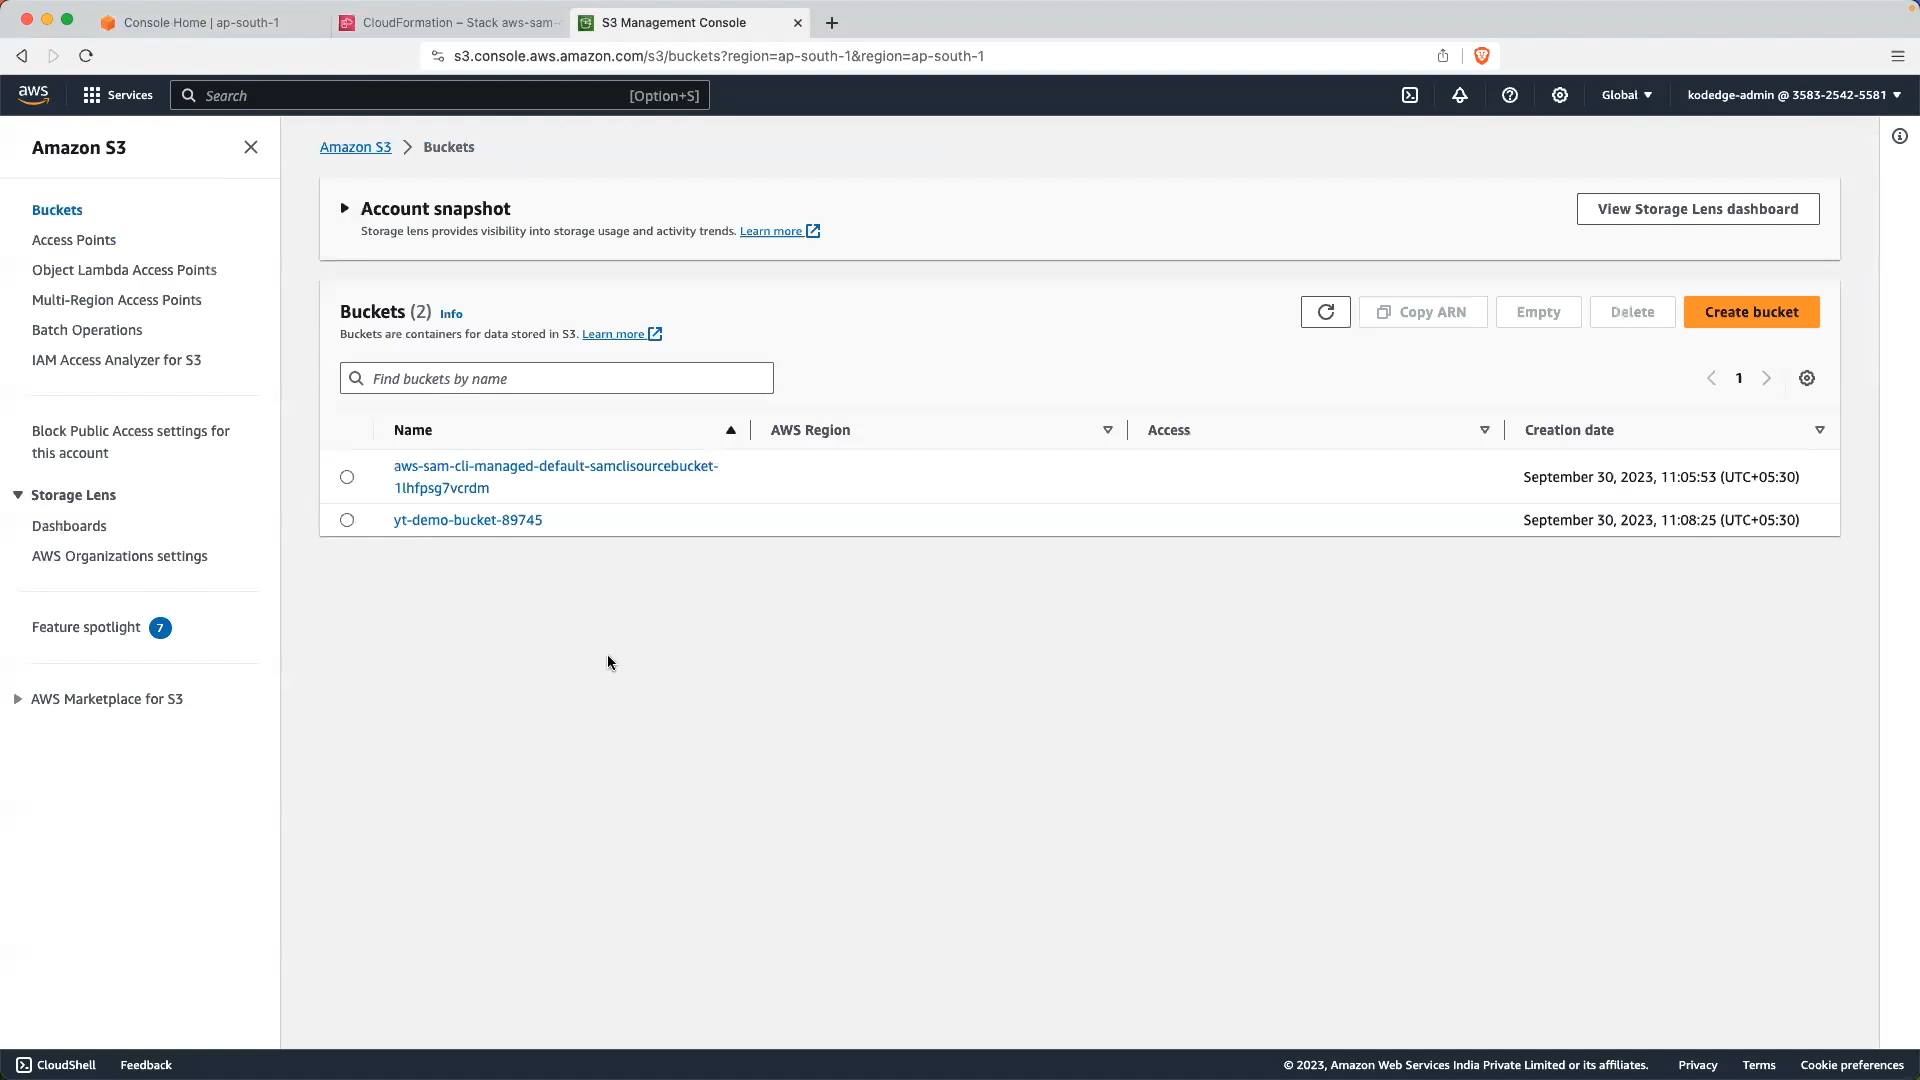 Console Home | ap-south-1
CloudFormation – Stack aws-sam-
S3 Management Console
s3.console.aws.amazon.com/s3/buckets?region=ap-south-1&region=ap-south-1
aws
Services
Search
[Option+S]
Global
kodedge-admin @ 3583-2542-5581
Amazon S3
Buckets
Access Points
Object Lambda Access Points
Multi-Region Access Points
Batch Operations
IAM Access Analyzer for S3
Block Public Access settings for
this account
Storage Lens
Dashboards
AWS Organizations settings
Feature spotlight 7
AWS Marketplace for S3
Amazon S3 > Buckets
Account snapshot
Storage lens provides visibility into storage usage and activity trends. Learn more
View Storage Lens dashboard
Buckets (2) Info
Buckets are containers for data stored in S3. Learn more
Copy ARN
Empty
Delete
Create bucket
Find buckets by name
1
Name
AWS Region
Access
Creation date
aws-sam-cli-managed-default-samclisourcebucket-
1lhfpsg7vcrdm
September 30, 2023, 11:05:53 (UTC+05:30)
yt-demo-bucket-89745
September 30, 2023, 11:08:25 (UTC+05:30)
CloudShell
Feedback
© 2023, Amazon Web Services India Private Limited or its affiliates.
Privacy
Terms
Cookie preferences